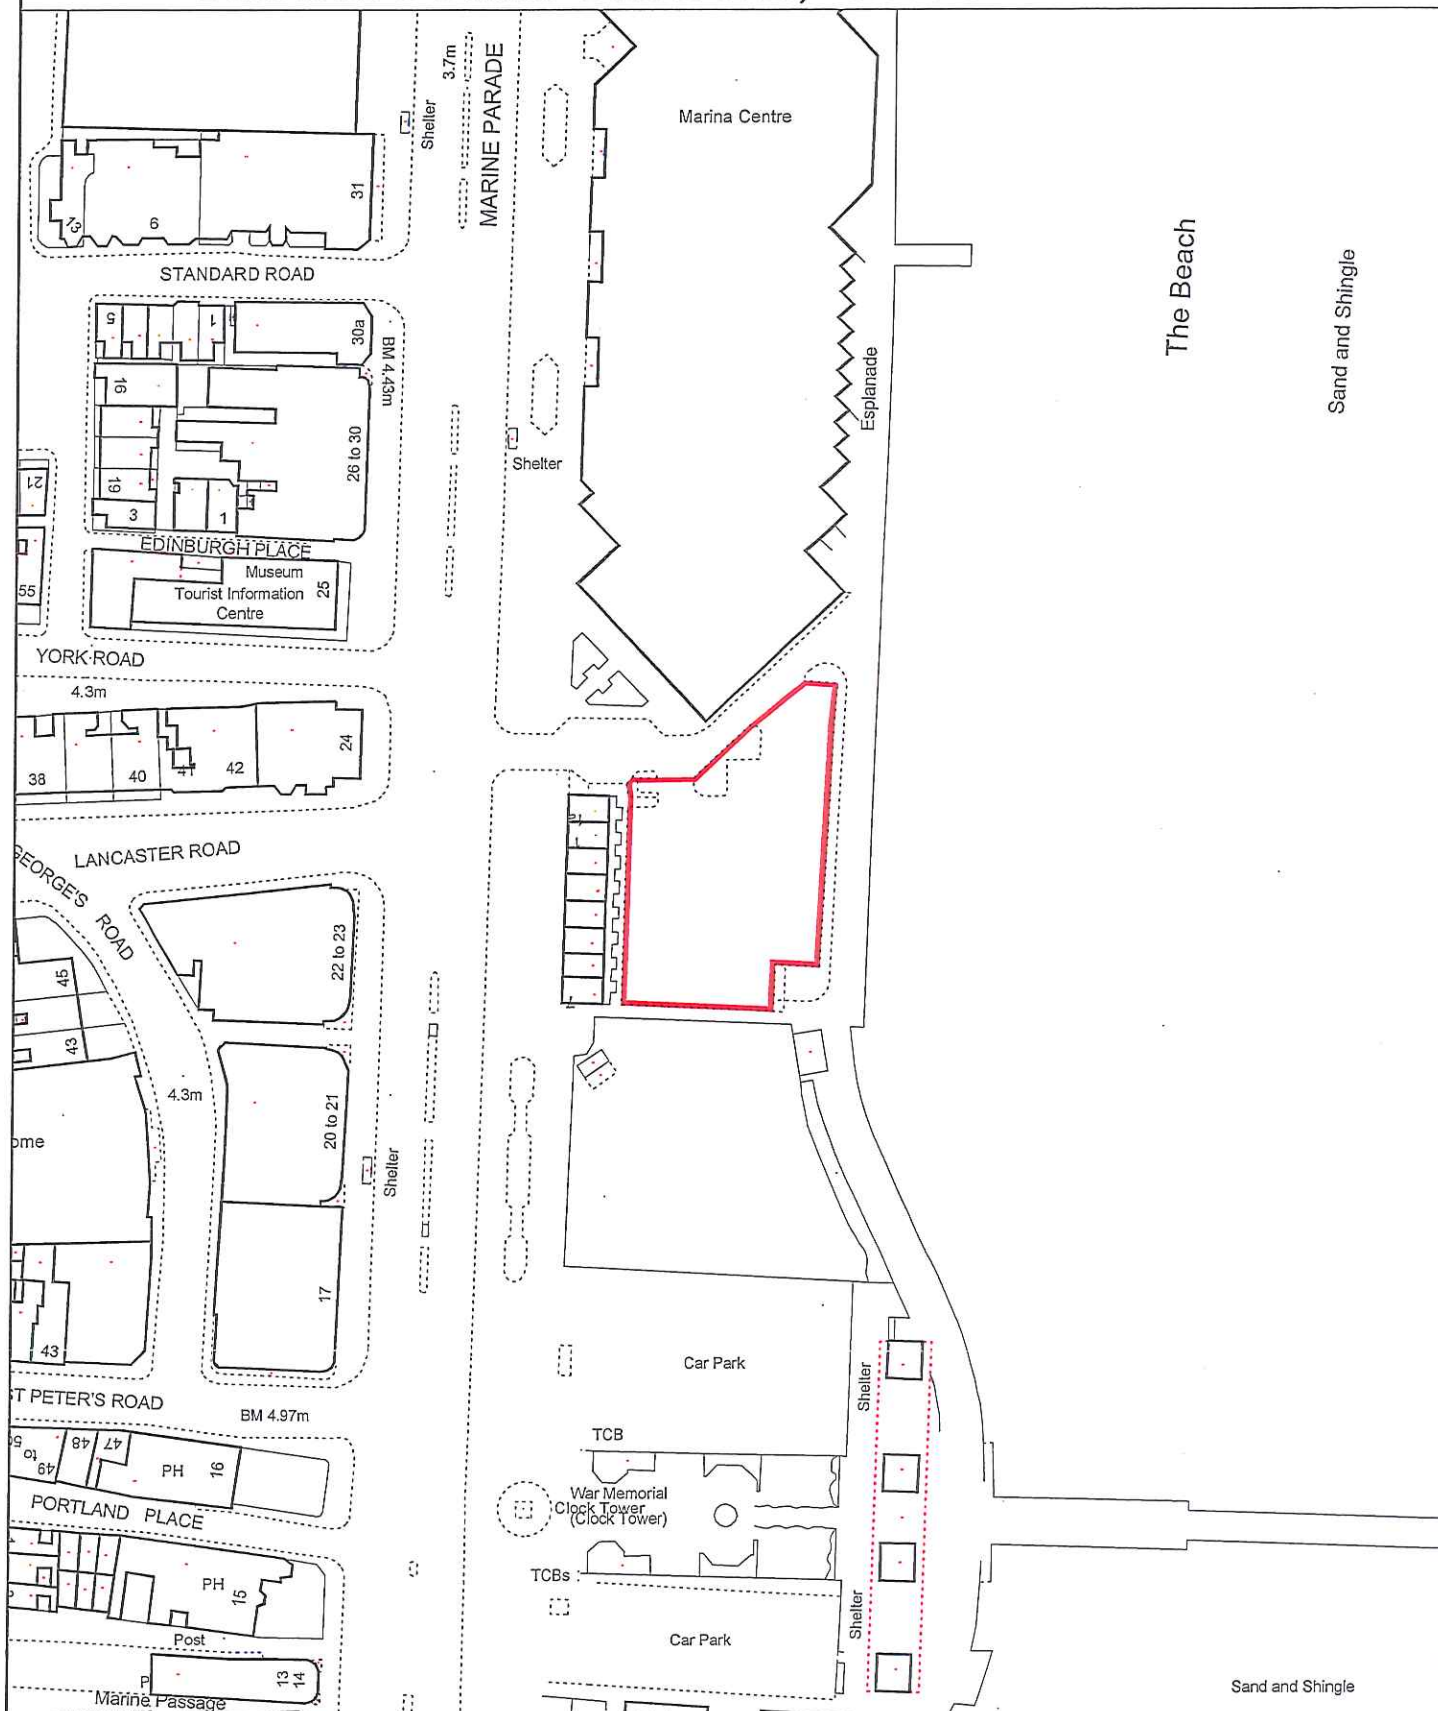 3.7m
MARINE PARADE
Shelter
Marina Centre
31
13
9
STANDARD ROAD
The Beach
Sand and Shingle
5
1
30a
BM 4.43m
16
Esplanade
26 to 30
Shelter
21
19
3
1
EDINBURGH PLACE
Museum
Tourist Information
Centre
25
55
YORK ROAD
4.3m
24
38
40
41
42
LANCASTER ROAD
GEORGE'S ROAD
22 to 23
45
43
4.3m
20 to 21
ome
Shelter
17
43
Car Park
Shelter
ST PETER'S ROAD
BM 4.97m
TCB
48
47
49
to
PH
16
War Memorial
Clock Tower
(Clock Tower)
PORTLAND PLACE
TCBs
PH
15
Shelter
Post
Car Park
13
14
P
Marine Passage
Sand and Shingle